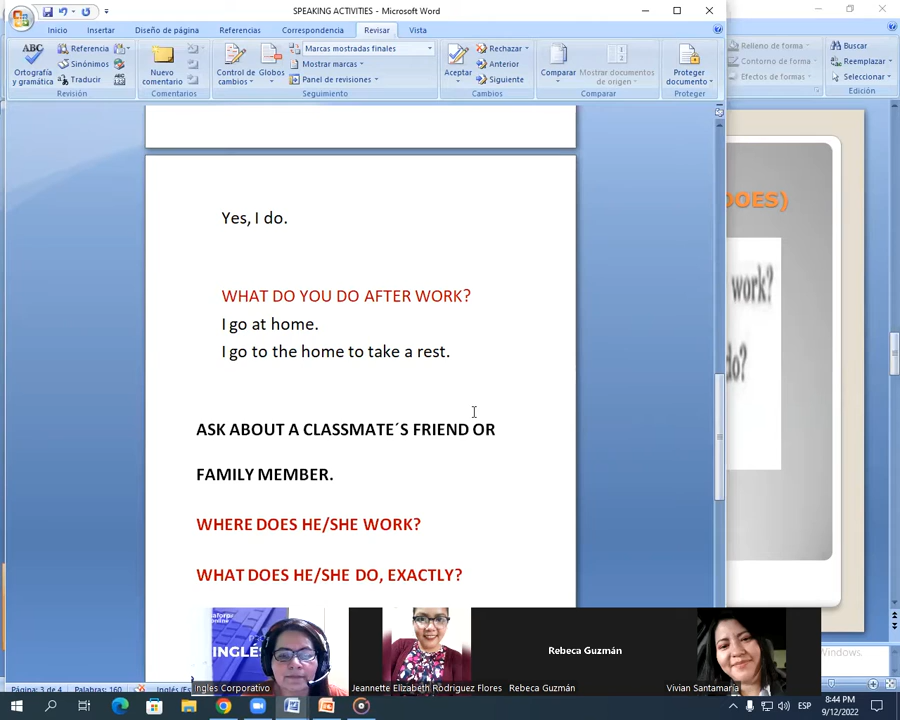 SPEAKING ACTIVITIES - Microsoft Word
Inicio Insertar Diseño de página Referencias Correspondencia Revisar Vista
ABC Ortografía y gramática
Referencia
Sinónimos
Traducir
Revisión
Nuevo comentario
Comentarios
Control de cambios
Globos
Marcas mostradas finales
Mostrar marcas
Panel de revisiones
Seguimiento
Aceptar
Rechazar
Anterior
Siguiente
Cambios
Comparar
Mostrar documentos de origen
Comparar
Proteger documento
Proteger
Relleno de forma
Contorno de forma
Efectos de formas
Buscar
Reemplazar
Seleccionar
Edición
Yes, I do.
WHAT DO YOU DO AFTER WORK?
I go at home.
I go to the home to take a rest.
ASK ABOUT A CLASSMATE´S FRIEND OR
FAMILY MEMBER.
WHERE DOES HE/SHE WORK?
WHAT DOES HE/SHE DO, EXACTLY?
DOES)
work?
do?
INGLÉS
Ingles Corporativo
Jeannette Elizabeth Rodriguez Flores
Rebeca Guzmán
Rebeca Guzmán
Vivian Santamaria
Windows.
Página: 3 de 4 Palabras: 160
ESP
8:44 PM
9/12/2022